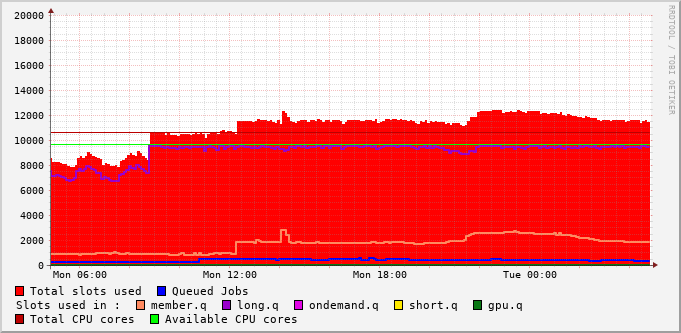 RRDTOOL / TOBI OETIKER
20000
18000
16000
14000
12000
10000
8000
6000
4000
2000
0
Mon 06:00 Mon 12:00 Mon 18:00 Tue 00:00
Total slots used Queued Jobs
Slots used in : member.q long.q ondemand.q short.q gpu.q
Total CPU cores Available CPU cores